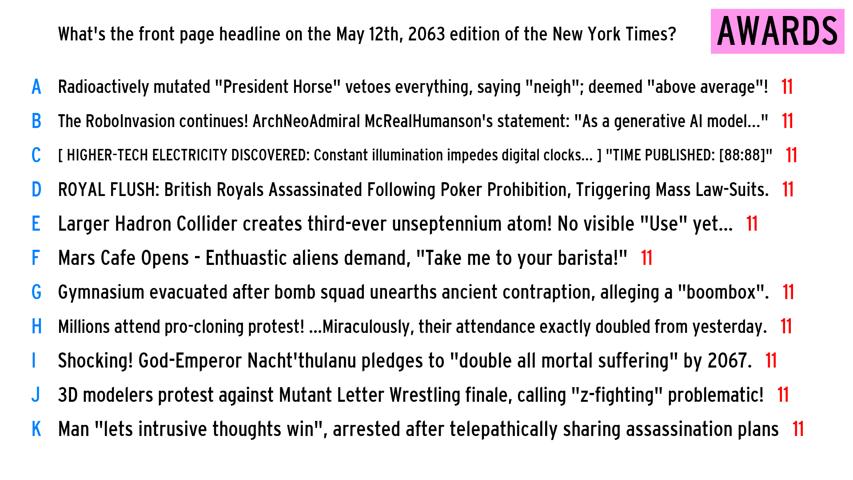 What's the front page headline on the May 12th, 2063 edition of the New York Times? AWARDS
A Radioactively mutated "President Horse" vetoes everything, saying "neigh"; deemed "above average"! 11
B The RoboInvasion continues! ArchNeoAdmiral McRealHumanson's statement: "As a generative AI model..." 11
C [ HIGHER-TECH ELECTRICITY DISCOVERED: Constant illumination impedes digital clocks... ] "TIME PUBLISHED: [88:88]" 11
D ROYAL FLUSH: British Royals Assassinated Following Poker Prohibition, Triggering Mass Law-Suits. 11
E Larger Hadron Collider creates third-ever unseptennium atom! No visible "Use" yet... 11
F Mars Cafe Opens - Enthuastic aliens demand, "Take me to your barista!" 11
G Gymnasium evacuated after bomb squad unearths ancient contraption, alleging a "boombox". 11
H Millions attend pro-cloning protest! ...Miraculously, their attendance exactly doubled from yesterday. 11
I Shocking! God-Emperor Nacht'thulanu pledges to "double all mortal suffering" by 2067. 11
J 3D modelers protest against Mutant Letter Wrestling finale, calling "z-fighting" problematic! 11
K Man "lets intrusive thoughts win", arrested after telepathically sharing assassination plans 11